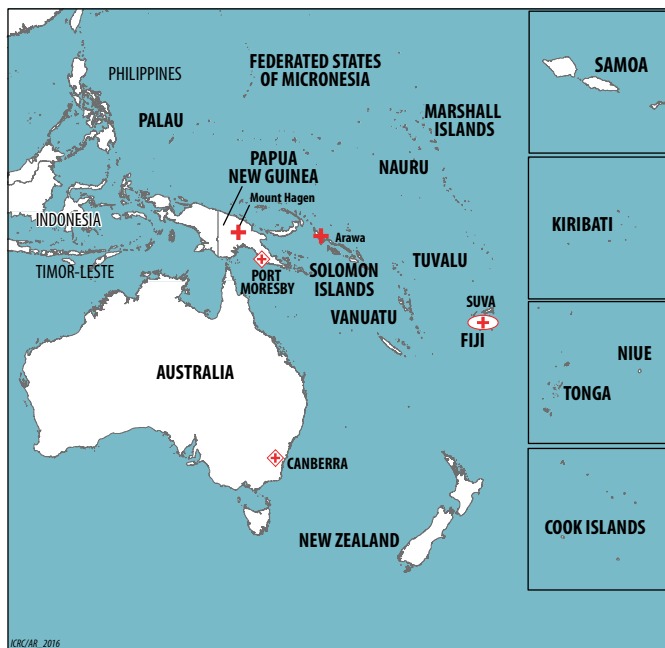 PHILIPPINES
FEDERATED STATES
OF MICRONESIA
SAMOA
PALAU
MARSHALL
ISLANDS
PAPUA
NEW GUINEA
NAURU
Mount Hagen
KIRIBATI
INDONESIA
Arawa
TIMOR-LESTE
PORT
MORESBY
SOLOMON
ISLANDS
TUVALU
VANUATU
SUVA
FIJI
NIUE
TONGA
AUSTRALIA
CANBERRA
NEW ZEALAND
COOK ISLANDS
ICRC/AR_2016